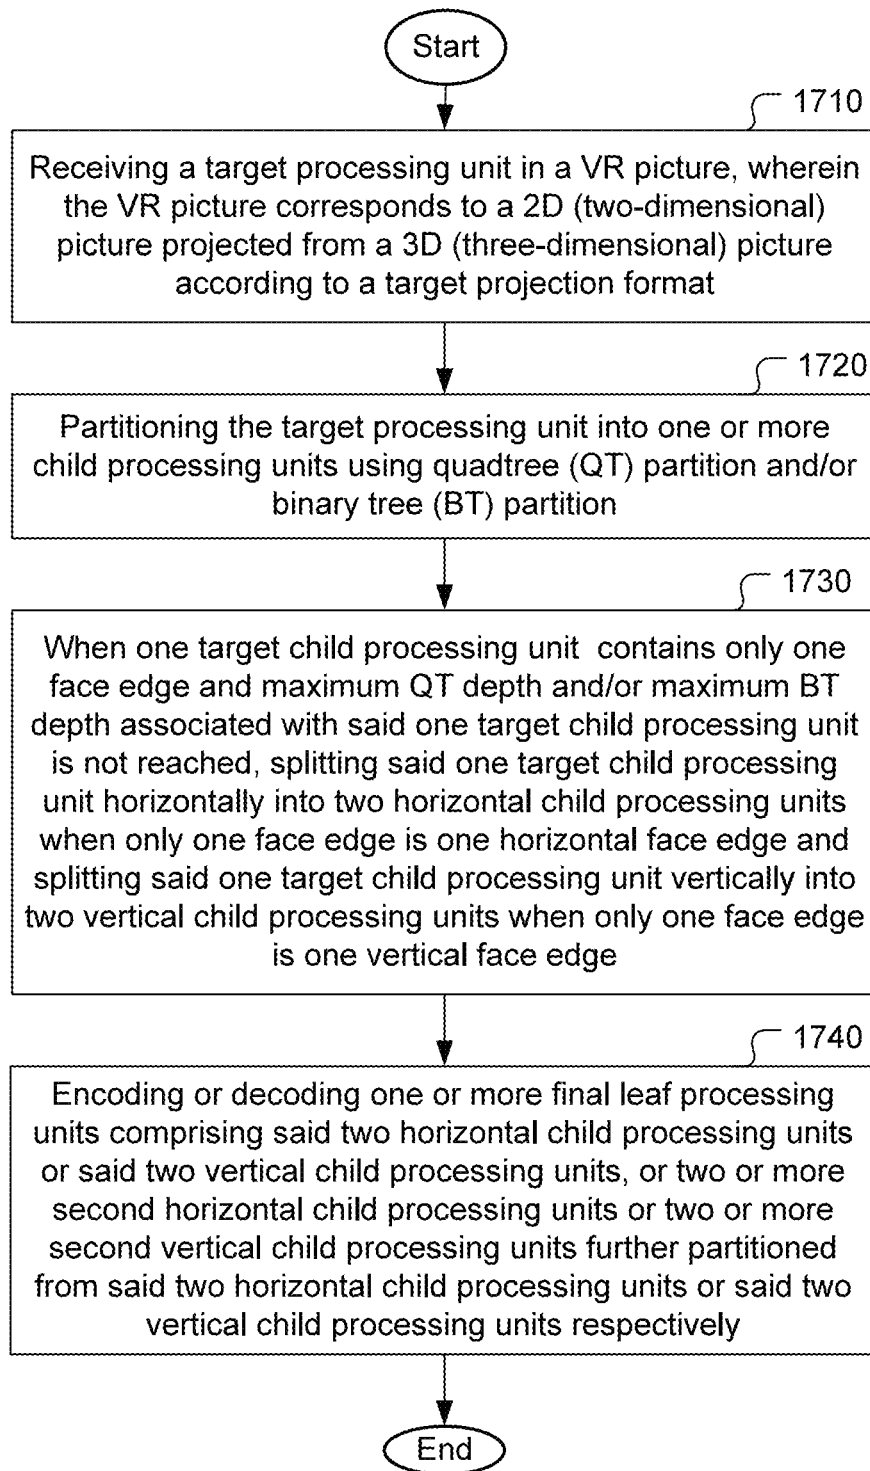 Start
1710
Receiving a target processing unit in a VR picture, wherein
the VR picture corresponds to a 2D (two-dimensional)
picture projected from a 3D (three-dimensional) picture
according to a target projection format
1720
Partitioning the target processing unit into one or more
child processing units using quadtree (QT) partition and/or
binary tree (BT) partition
1730
When one target child processing unit contains only one
face edge and maximum QT depth and/or maximum BT
depth associated with said one target child processing unit
is not reached, splitting said one target child processing
unit horizontally into two horizontal child processing units
when only one face edge is one horizontal face edge and
splitting said one target child processing unit vertically into
two vertical child processing units when only one face edge
is one vertical face edge
1740
Encoding or decoding one or more final leaf processing
units comprising said two horizontal child processing units
or said two vertical child processing units, or two or more
second horizontal child processing units or two or more
second vertical child processing units further partitioned
from said two horizontal child processing units or said two
vertical child processing units respectively
End